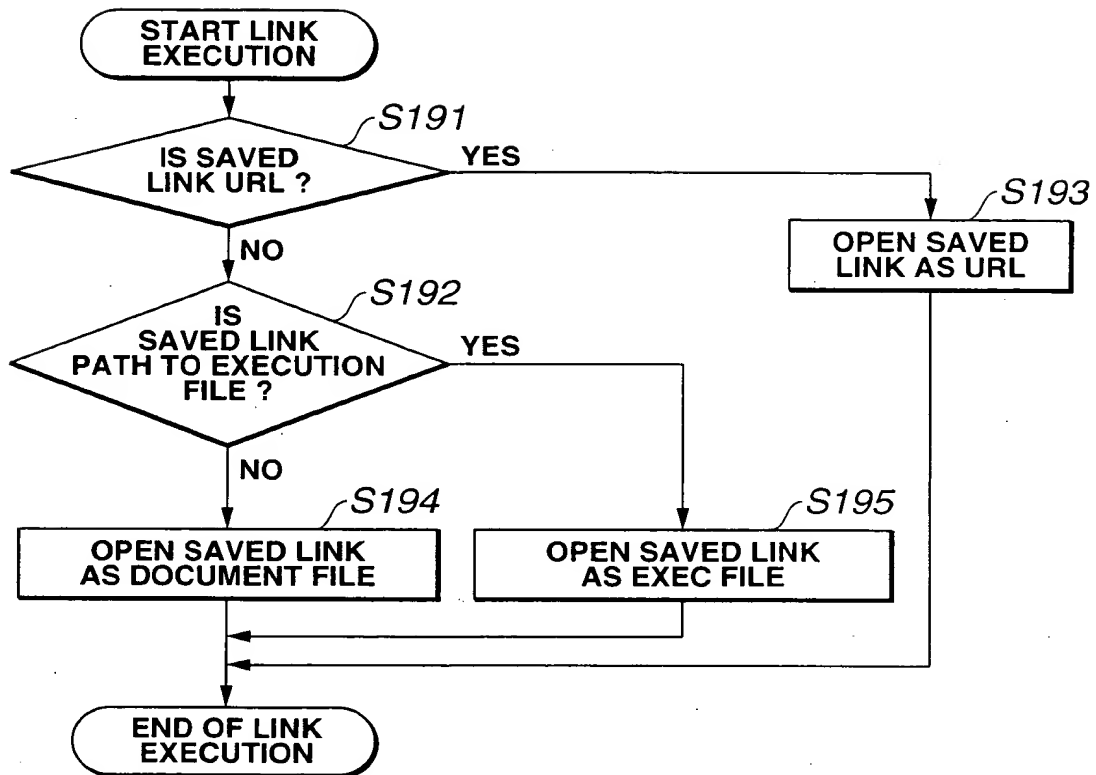 START LINK
EXECUTION
S191
IS SAVED
LINK URL ?
YES
S193
OPEN SAVED
LINK AS URL
NO
S192
IS
SAVED LINK
PATH TO EXECUTION
FILE ?
YES
NO
S194
OPEN SAVED LINK
AS DOCUMENT FILE
S195
OPEN SAVED LINK
AS EXEC FILE
END OF LINK
EXECUTION